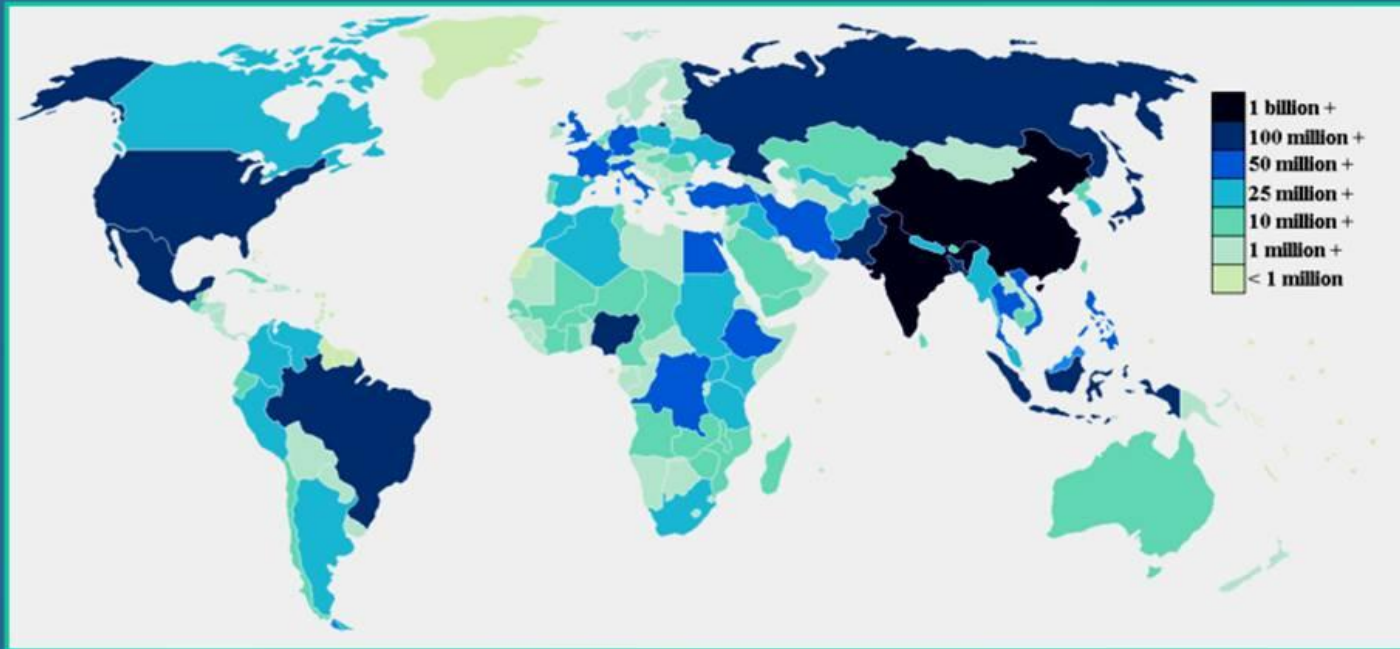 1 billion +
100 million +
50 million +
25 million +
10 million +
1 million +
< 1 million